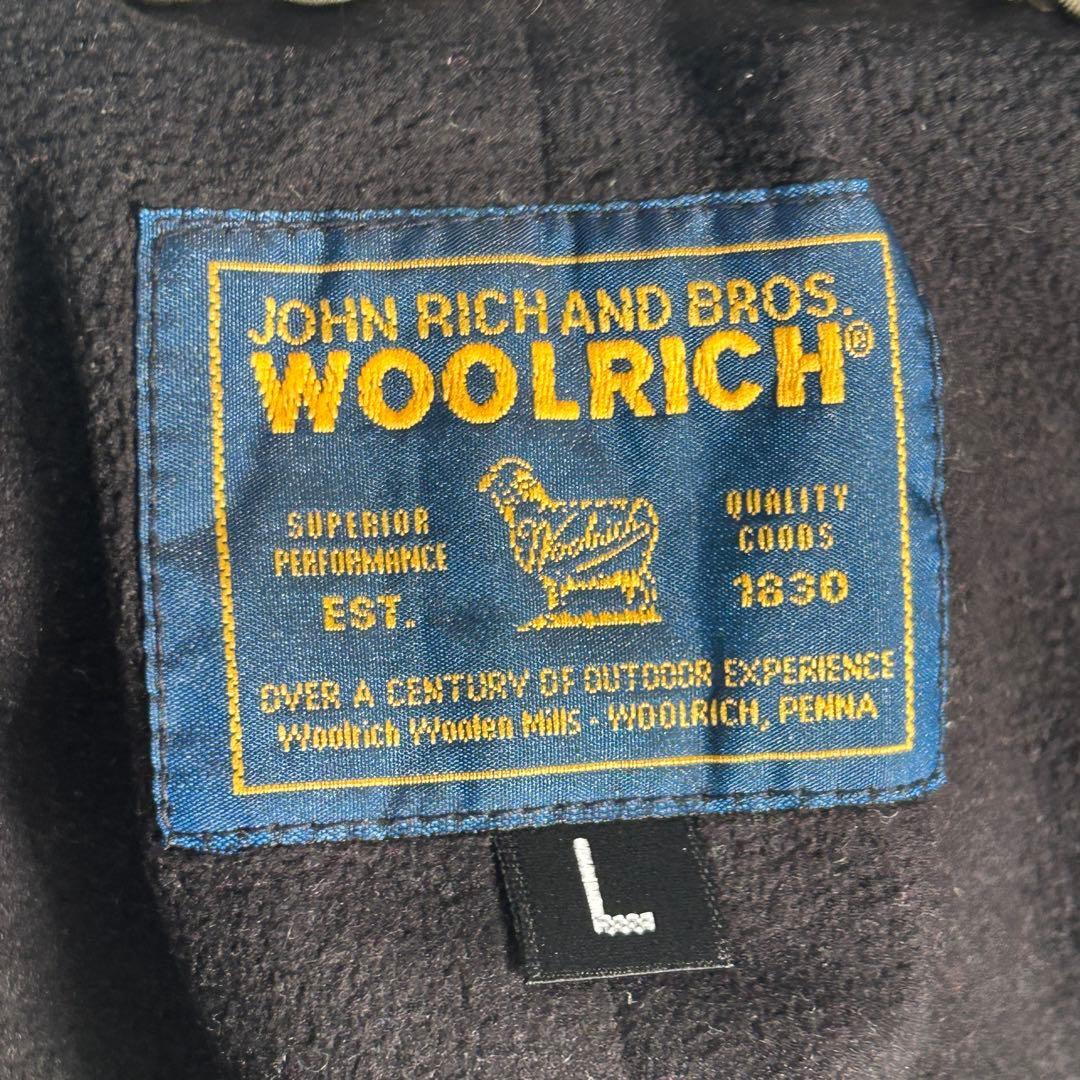 JOHN RICH AND BROS.
WOOLRICH®
Woolrich
SUPERIOR
PERFORMANCE
EST.
QUALITY
GOODS
1830
OVER A CENTURY OF OUTDOOR EXPERIENCE
Woolrich Woolen Mills - WOOLRICH, PENNA
L